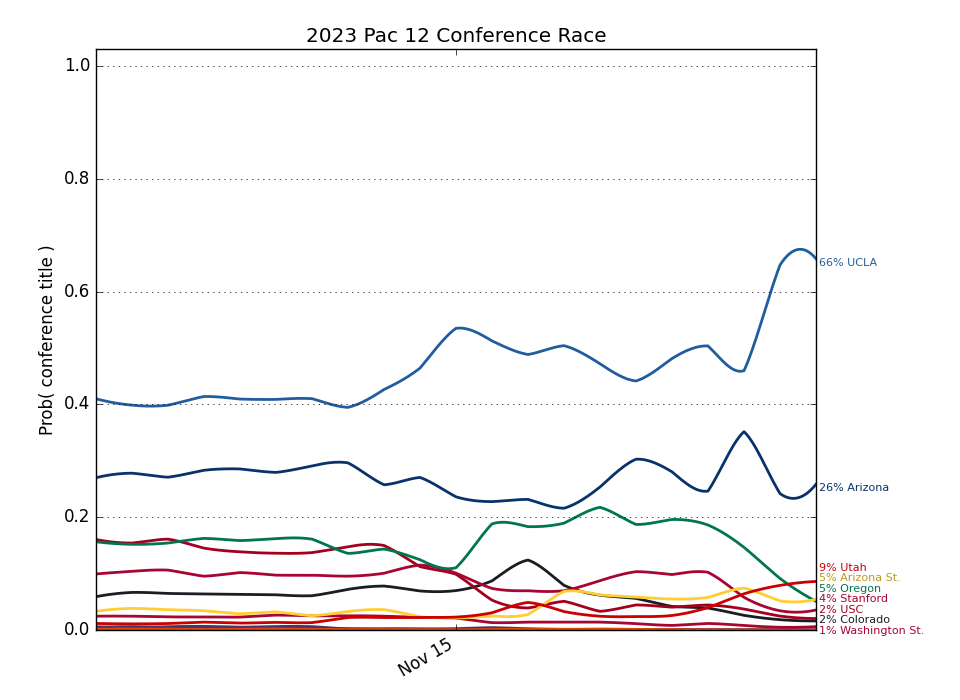 2023 Pac 12 Conference Race
1.0
0.8
0.6
0.4
0.2
0.0
Prob( conference title )
Nov 15
66% UCLA
26% Arizona
9% Utah
5% Arizona St.
5% Oregon
4% Stanford
2% USC
2% Colorado
1% Washington St.